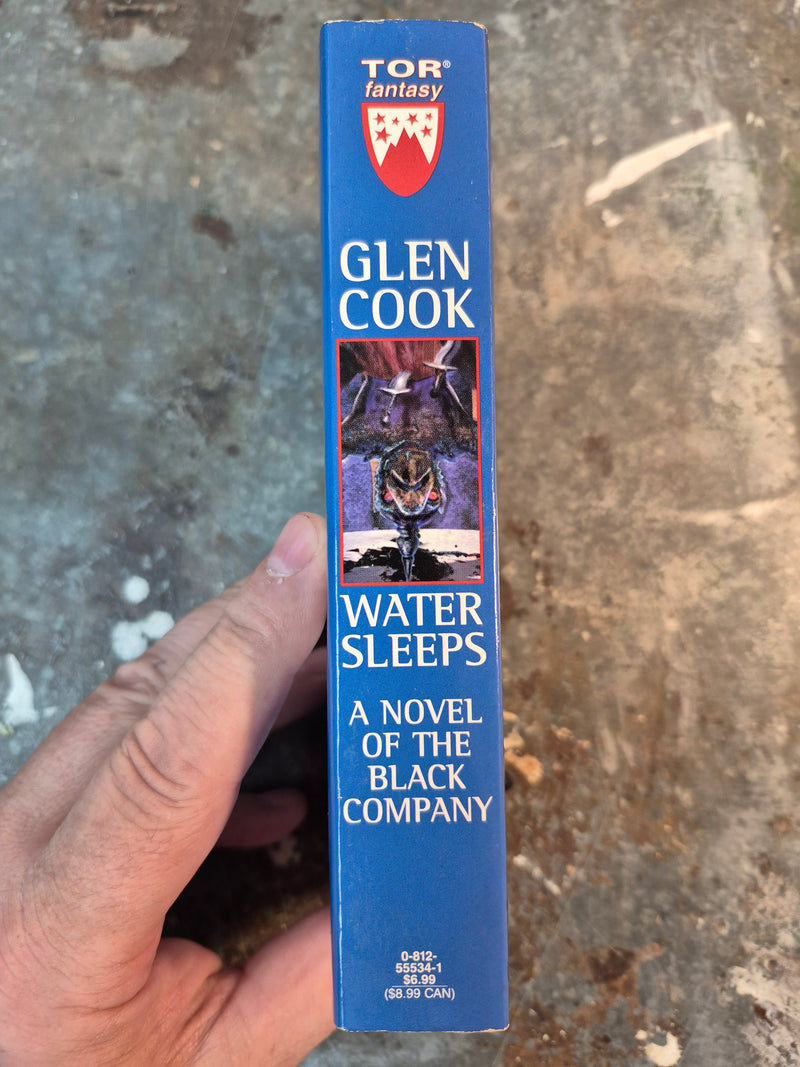 TOR®
fantasy
GLEN
COOK
WATER
SLEEPS
A NOVEL
OF THE
BLACK
COMPANY
0-812-
55534-1
$6.99
($8.99 CAN)